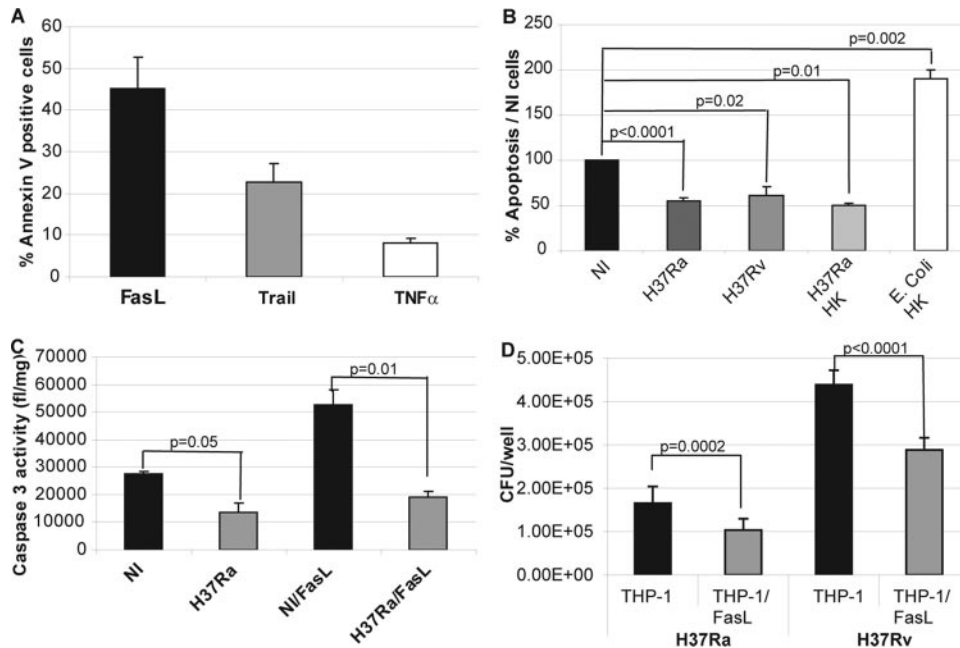 A
% Annexin V positive cells
60
50
40
30
20
10
0
FasL
Trail
TNFα
B
% Apoptosis / NI cells
250
200
150
100
50
0
p=0.002
p=0.01
p=0.02
p<0.0001
NI
H37Ra
H37Rv
H37Ra
HK
E. Coli
HK
C
Caspase 3 activity (fl/mg)
70000
60000
50000
40000
30000
20000
10000
0
p=0.05
p=0.01
NI
H37Ra
NI/FasL
H37Ra/FasL
D
CFU/well
5.00E+05
4.00E+05
3.00E+05
2.00E+05
1.00E+05
0.00E+00
p=0.0002
p<0.0001
THP-1
THP-1/
FasL
THP-1
THP-1/
FasL
H37Ra
H37Rv